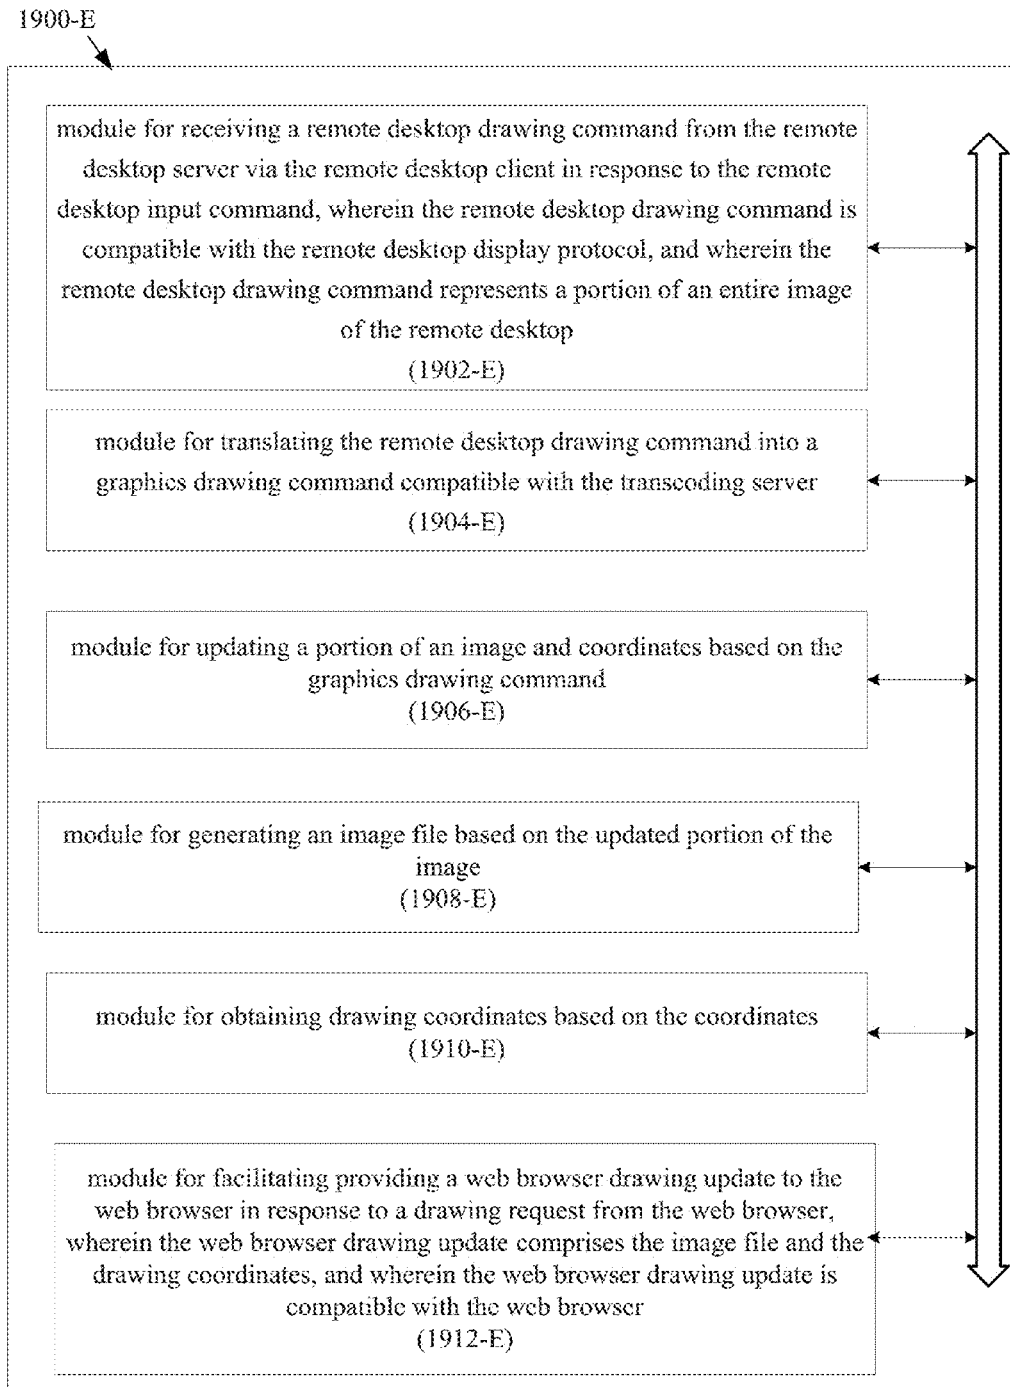 1900-E
module for receiving a remote desktop drawing command from the remote
desktop server via the remote desktop client in response to the remote
desktop input command, wherein the remote desktop drawing command is
compatible with the remote desktop display protocol, and wherein the
remote desktop drawing command represents a portion of an entire image
of the remote desktop
(1902-E)
module for translating the remote desktop drawing command into a
graphics drawing command compatible with the transcoding server
(1904-E)
module for updating a portion of an image and coordinates based on the
graphics drawing command
(1906-E)
module for generating an image file based on the updated portion of the
image
(1908-E)
module for obtaining drawing coordinates based on the coordinates
(1910-E)
module for facilitating providing a web browser drawing update to the
web browser in response to a drawing request from the web browser,
wherein the web browser drawing update comprises the image file and the
drawing coordinates, and wherein the web browser drawing update is
compatible with the web browser
(1912-E)